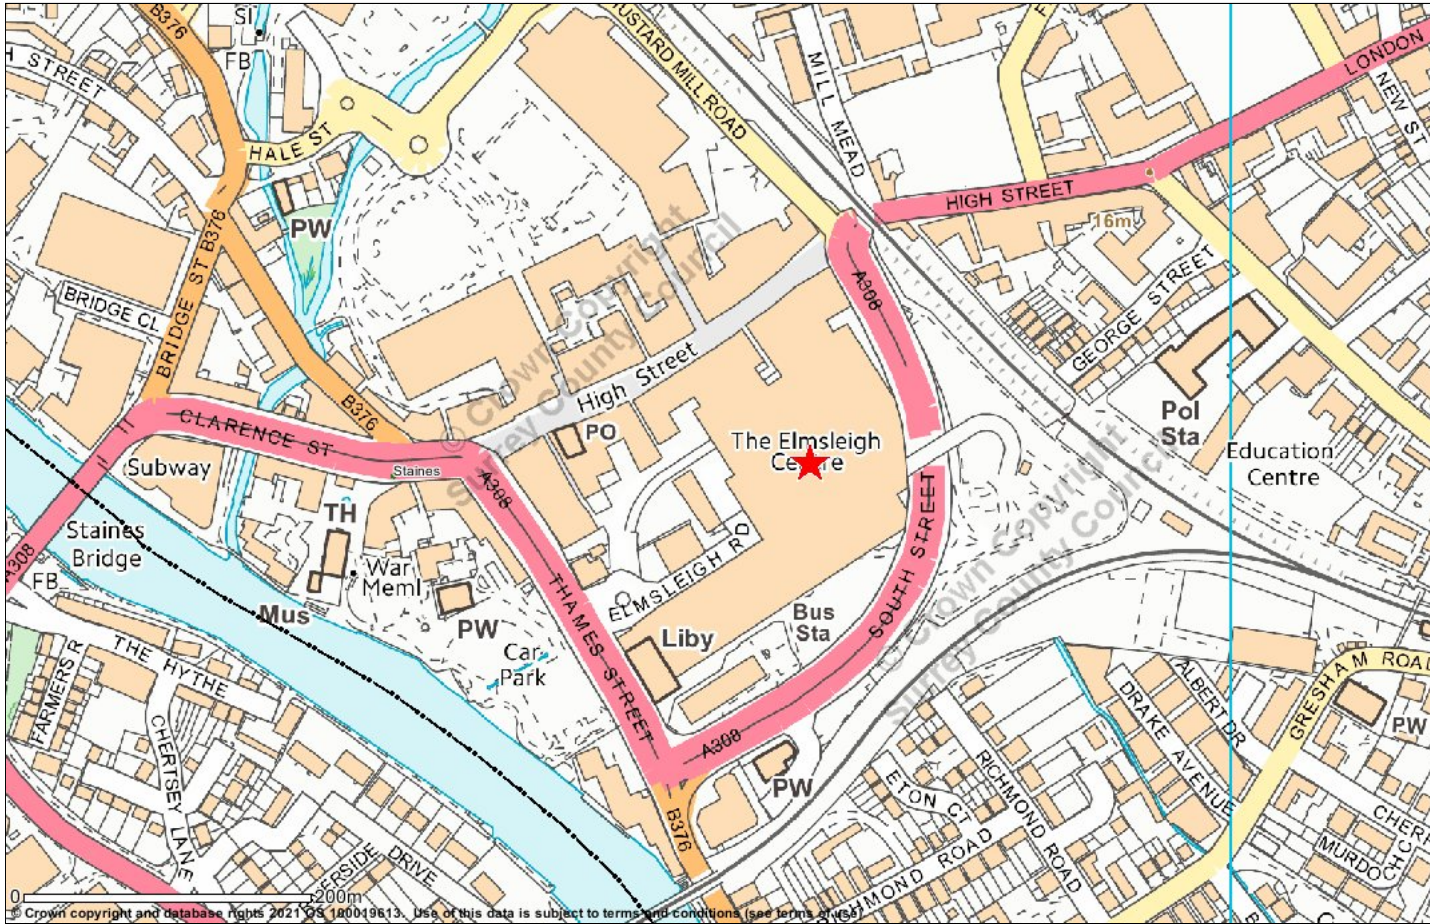 B376
SI
FB
H STREET
HALE ST
MUSTARD MILL ROAD
MILL MEAD
LONDON
NEW ST
HIGH STREET
16m
PW
BRIDGE ST B376
BRIDGE CL
A308
GEORGE STREET
© Crown Copyright
Surrey County Council
High Street
B376
CLARENCE ST
PO
The Elmsleigh
Centre
Pol
Sta
Education
Centre
Subway
Staines
A308
TH
Staines
Bridge
A308
FB
War
Meml
Mus
PW
THAMES STREET
ELMSLEIGH RD
Bus
Sta
SOUTH STREET
© Crown Copyright
Surrey County Council
Liby
Car
Park
THE HYTHE
FARMERS R
CHERTSEY LANE
A308
PW
B376
ETON CT
RICHMOND ROAD
DRAKE AVENUE
ALBERT DR
GRESHAM ROAD
PW
CHER
MURDOCH CL
HMOND ROAD
ERSIDE DRIVE
0 200m
© Crown copyright and database rights 2021 OS 100019613. Use of this data is subject to terms and conditions (see terms of use)